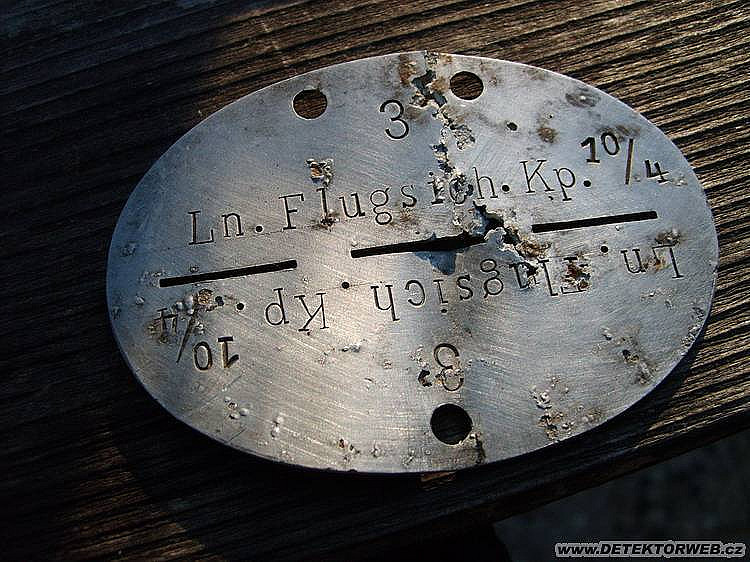 3
Ln. Flugsich. Kp. 10/4
Ln. Flugsich. Kp. 10/4
3
www.DETEKTORWEB.cz